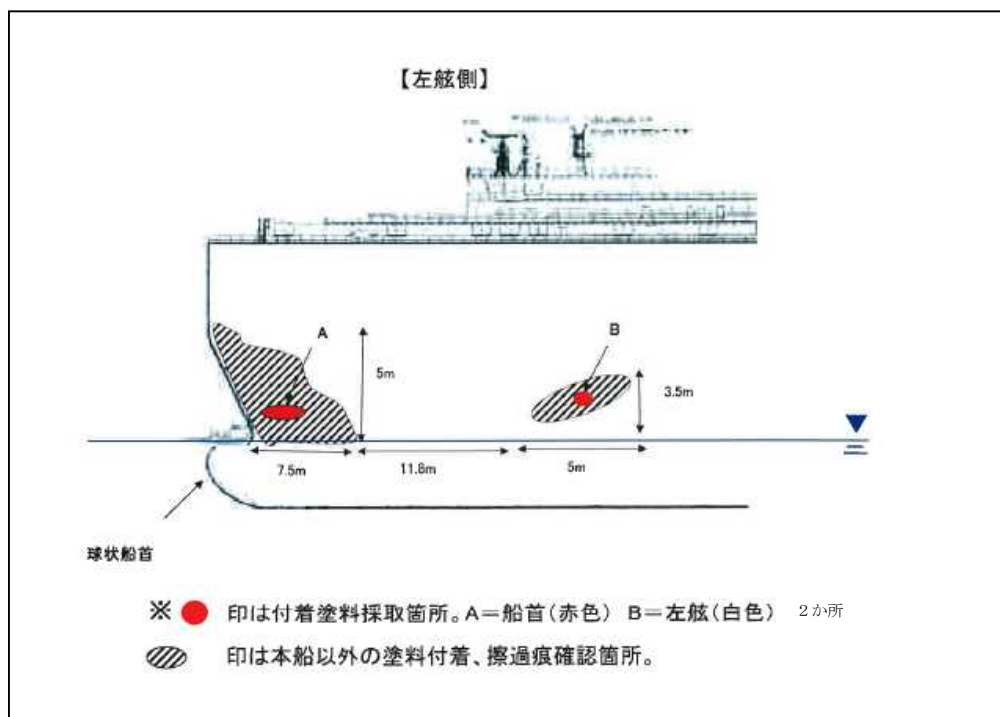 【左舷側】
A
B
5m
3.5m
7.5m
11.8m
5m
球状船首
※ 印は付着塗料採取箇所。A=船首(赤色) B=左舷(白色) 2か所
印は本船以外の塗料付着、擦過痕確認箇所。